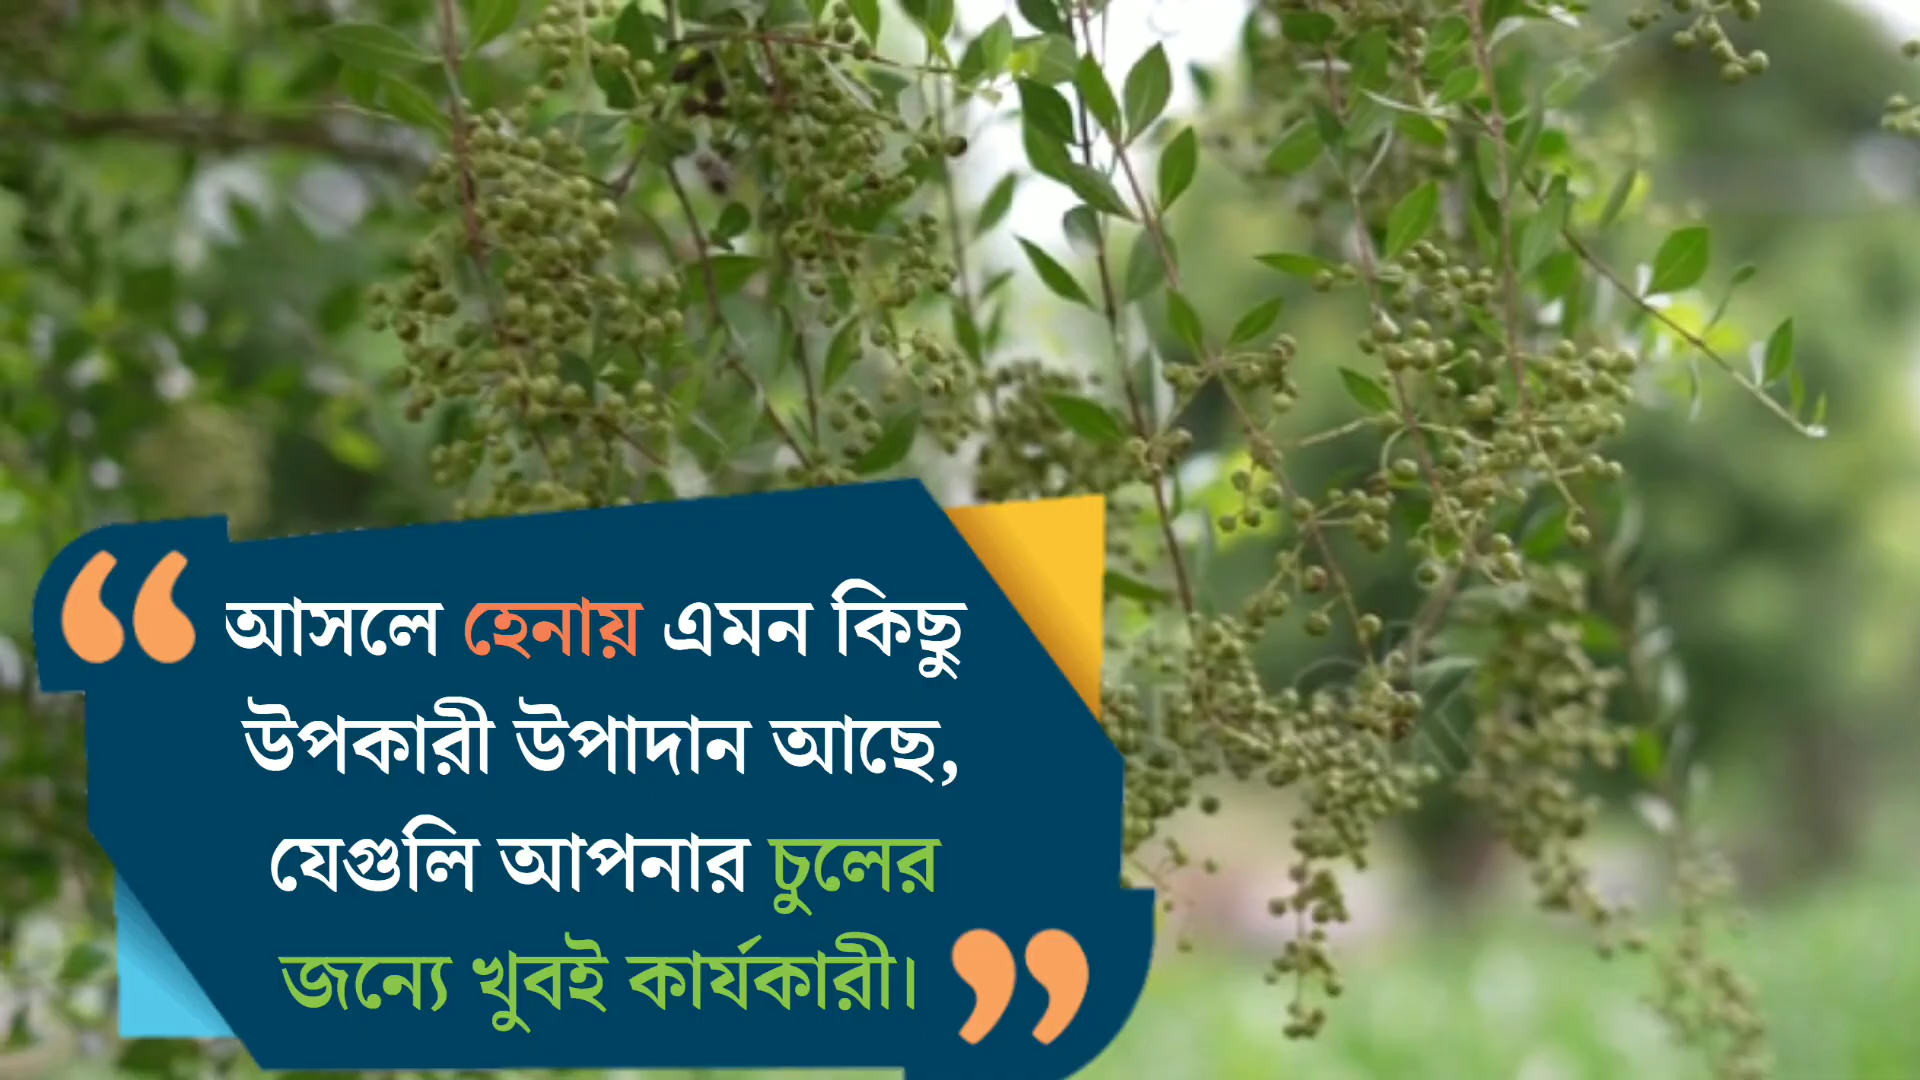 আসলে হেনায় এমন কিছু
উপকারী উপাদান আছে,
যেগুলি আপনার চুলের
জন্যে খুবই কার্যকারী।